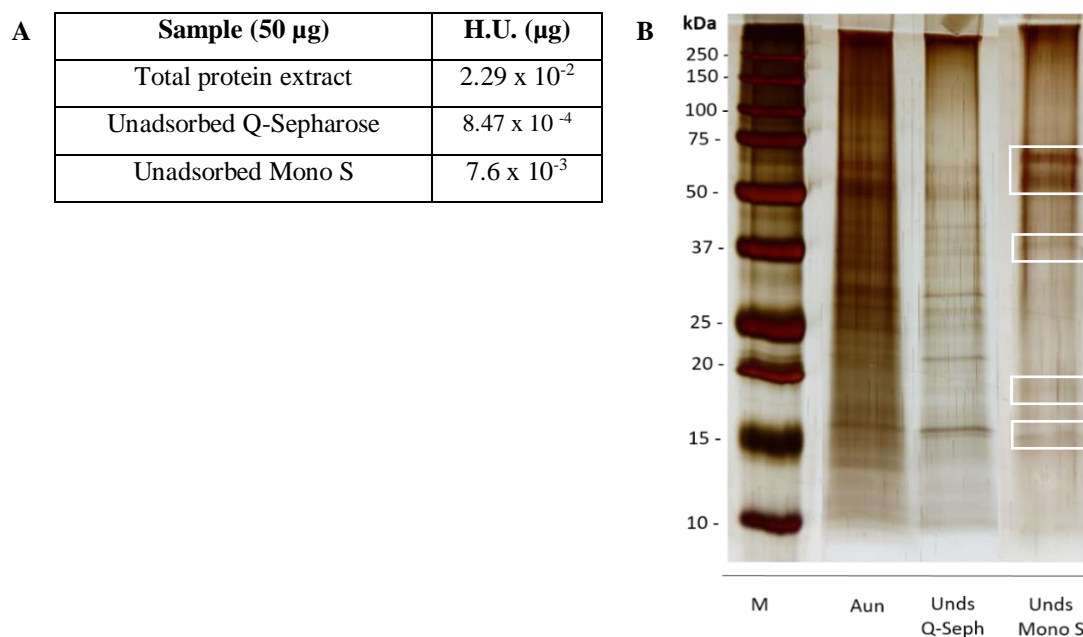 A
Sample (50 µg) H.U. (µg)
Total protein extract 2.29 x 10⁻²
Unadsorbed Q-Sepharose 8.47 x 10 ⁻⁴
Unadsorbed Mono S 7.6 x 10⁻³
B
kDa
250 -
150 -
100 -
75 -
50 -
37 -
25 -
20 -
15 -
10 -
M Aun Unds Unds
Q-Seph Mono S